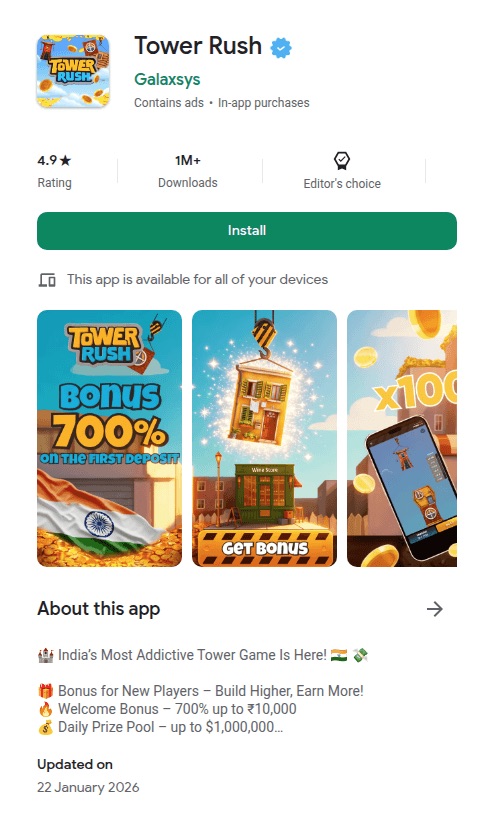 TOWER
RUSH
Tower Rush
Galaxsys
Contains ads • In-app purchases
4.9★
Rating
1M+
Downloads
Editor's choice
Install
This app is available for all of your devices
TOWER
RUSH
BONUS
700%
ON THE FIRST DEPOSIT
Wine Store
GET BONUS
x100
About this app
🏰 India’s Most Addictive Tower Game Is Here! 🇮🇳 💸
🎁 Bonus for New Players – Build Higher, Earn More!
🔥 Welcome Bonus – 700% up to ₹10,000
💰 Daily Prize Pool – up to $1,000,000…
Updated on
22 January 2026